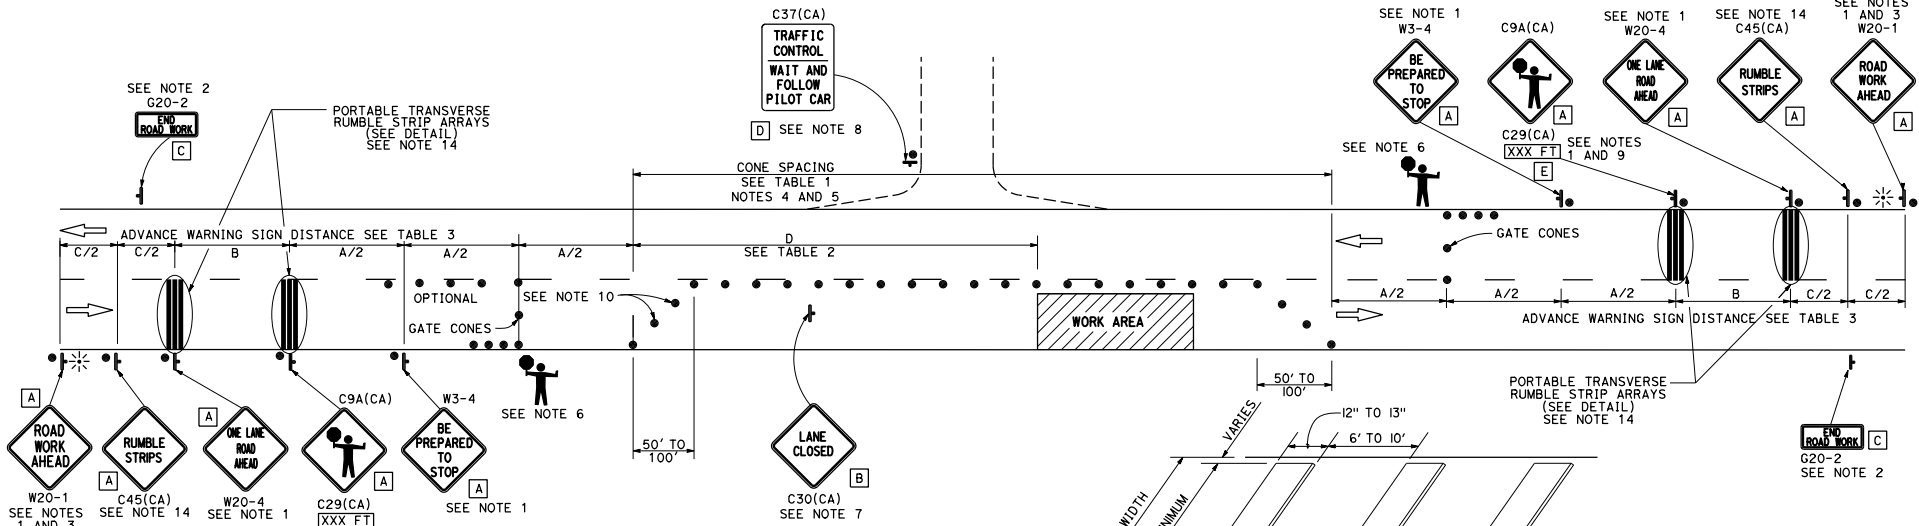 C37(CA)
TRAFFIC
CONTROL
WAIT AND
FOLLOW
PILOT CAR
D SEE NOTE 8
SEE NOTE 2
G20-2
END
ROAD WORK
C
PORTABLE TRANSVERSE
RUMBLE STRIP ARRAYS
(SEE DETAIL)
SEE NOTE 14
CONE SPACING
SEE TABLE 1
NOTES 4 AND 5
SEE NOTE 1
W3-4
BE
PREPARED
TO
STOP
A
C9A(CA)
A
C29(CA)
XXX FT
SEE NOTES
1 AND 9
E
SEE NOTE 1
W20-4
ONE LANE
ROAD
AHEAD
A
SEE NOTE 14
C45(CA)
RUMBLE
STRIPS
A
SEE NOTES
1 AND 3
W20-1
ROAD
WORK
AHEAD
A
SEE NOTE 6
ADVANCE WARNING SIGN DISTANCE SEE TABLE 3
C/2
C/2
B
A/2
A/2
A/2
D
SEE TABLE 2
GATE CONES
OPTIONAL
SEE NOTE 10
GATE CONES
WORK AREA
A/2
A/2
A/2
B
C/2
C/2
ADVANCE WARNING SIGN DISTANCE SEE TABLE 3
A
ROAD
WORK
AHEAD
W20-1
SEE NOTES
1 AND 3
RUMBLE
STRIPS
A
C45(CA)
SEE NOTE 14
A
ONE LANE
ROAD
AHEAD
W20-4
SEE NOTE 1
C9A(CA)
A
C29(CA)
XXX FT
W3-4
BE
PREPARED
TO
STOP
A
SEE NOTE 1
SEE NOTE 6
50' TO
100'
LANE
CLOSED
B
C30(CA)
SEE NOTE 7
50' TO
100'
VARIES
12" TO 13"
6' TO 10'
WIDTH
PORTABLE TRANSVERSE
RUMBLE STRIP ARRAYS
(SEE DETAIL)
SEE NOTE 14
END
ROAD WORK
C
G20-2
SEE NOTE 2